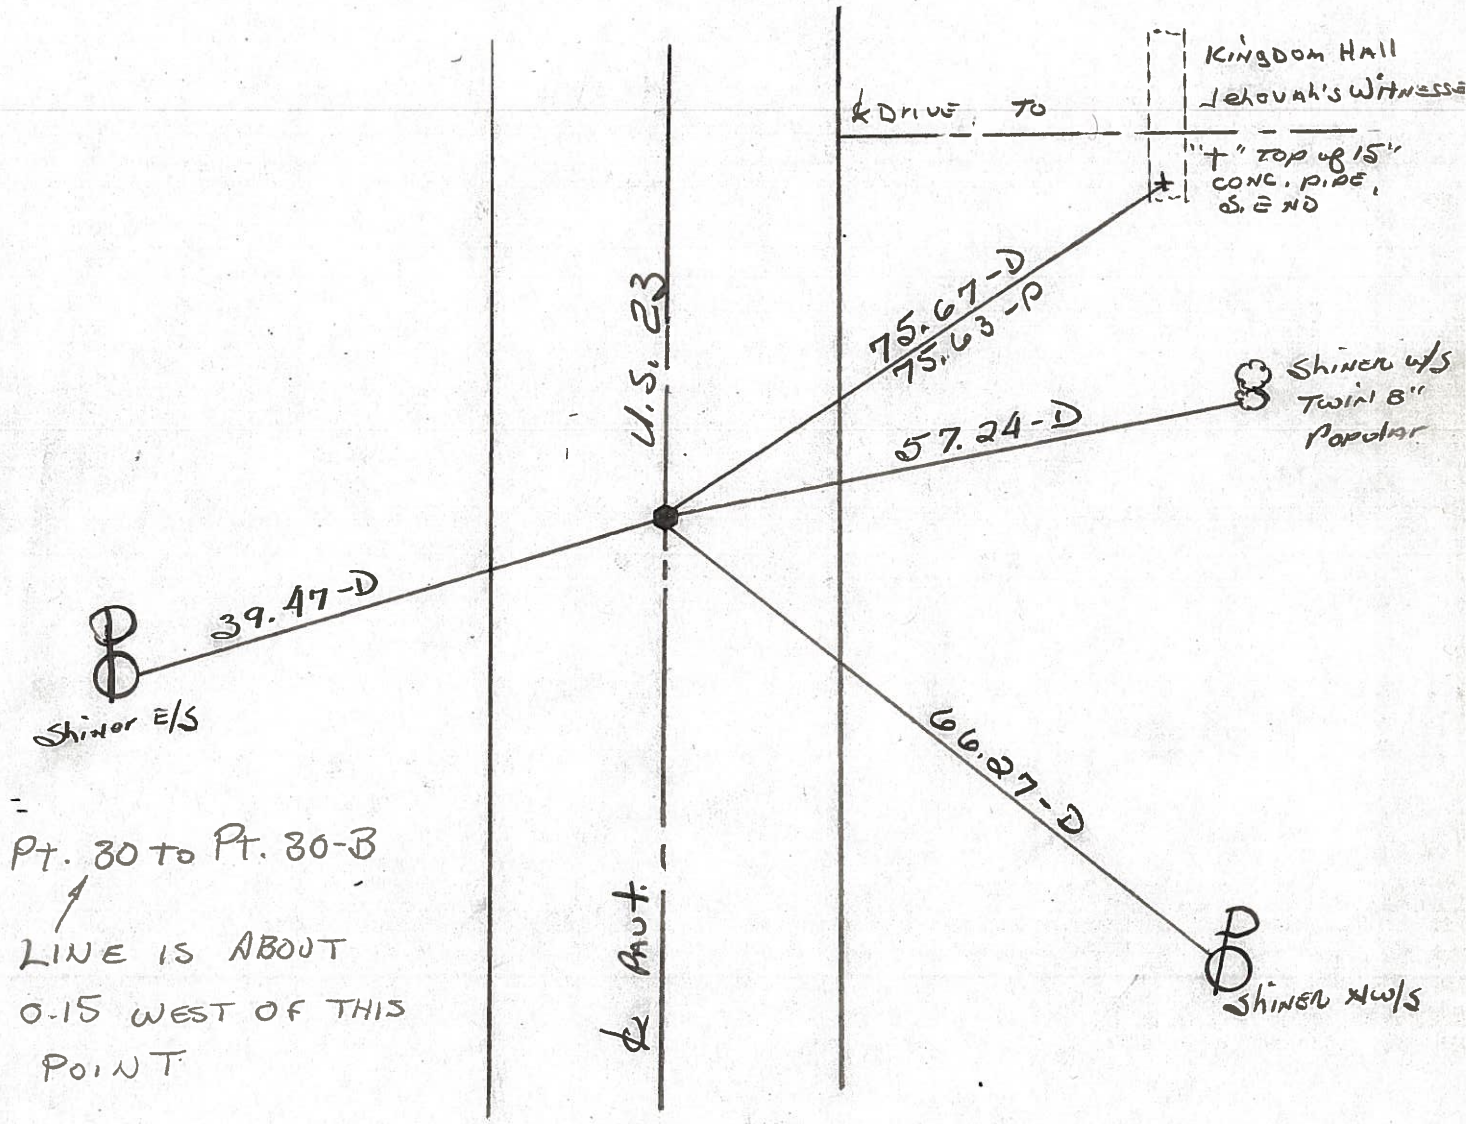 KINGDOM HALL
Jehovah's WITNESSE
℄ DRIVE TO
"+" TOP of 15"
CONC. PIPE,
S. END
U.S. 23
75.67-D
75.63-P
Shiner W/S
TWIN 8"
Popular
57.24-D
39.47-D
P
Shiner E/S
66.27-D
PT. 30 to PT. 30-B
LINE IS ABOUT
0.15 WEST OF THIS
POINT
℄ PAVT.
P
Shiner NW/S